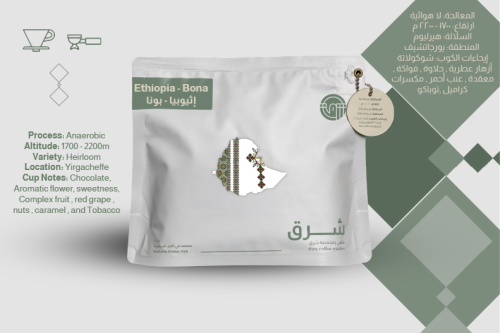 المعالجة: لا هوائية
ارتفاع: ١٧٠٠ - ٢٢٠٠ م
السلالة: هيرليوم
المنطقة: يورجاتشيف
إيحاءات الكوب: شوكولاتة
أزهار عطرية , حلاوة , فواكة
معقدة , عنب أحمر , مكسرات
كراميل , توباكو
Ethiopia - Bona
إثيوبيا - بونا
Process: Anaerobic
Altitude: 1700 - 2200m
Variety: Heirloom
Location: Yirgacheffe
Cup Notes: Chocolate,
Aromatic flower, sweetness,
Complex fruit , red grape ,
nuts , caramel , and Tobacco
شرق